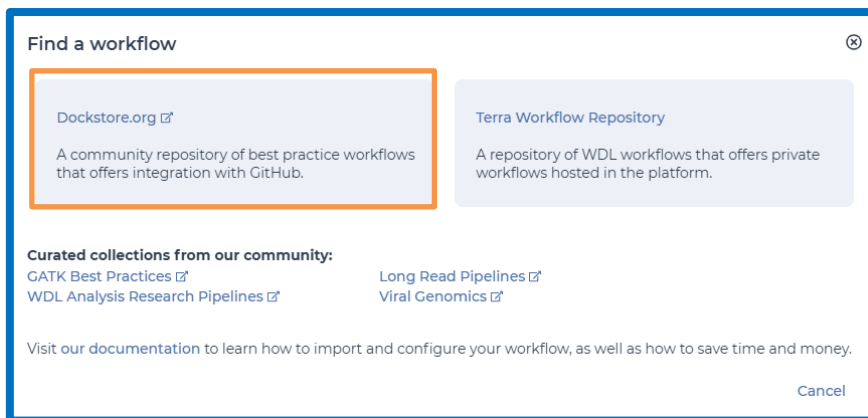 Find a workflow
Dockstore.org
A community repository of best practice workflows
that offers integration with GitHub.
Terra Workflow Repository
A repository of WDL workflows that offers private
workflows hosted in the platform.
Curated collections from our community:
GATK Best Practices
Long Read Pipelines
WDL Analysis Research Pipelines
Viral Genomics
Visit our documentation to learn how to import and configure your workflow, as well as how to save time and money.
Cancel